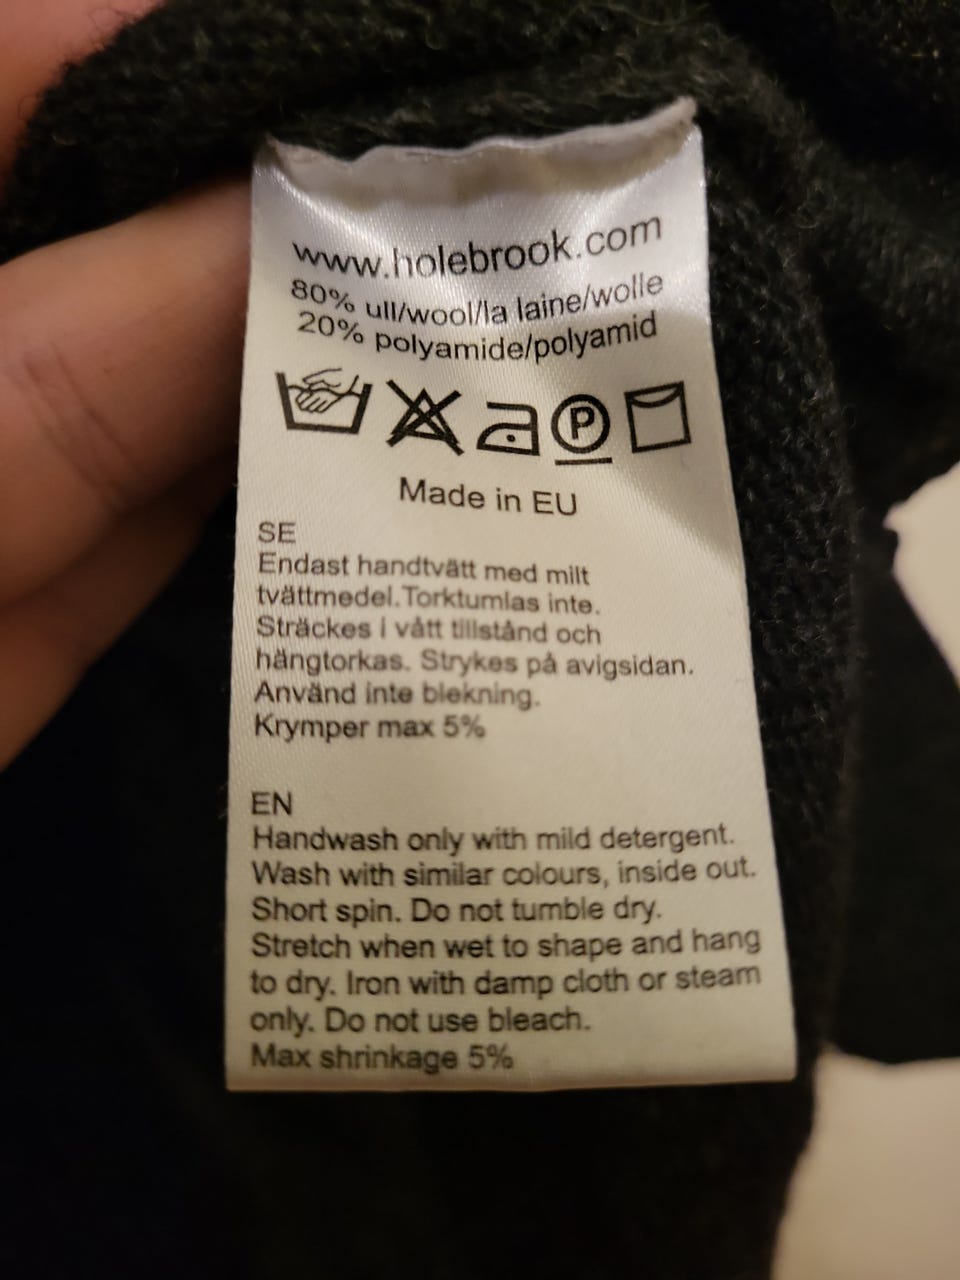 www.holebrook.com
80% ull/wool/la laine/wolle
20% polyamide/polyamid
P
Made in EU
SE
Endast handtvätt med milt
tvättmedel.Torktumlas inte.
Sträckes i vått tillstånd och
hängtorkas. Strykes på avigsidan.
Använd inte blekning.
Krymper max 5%
EN
Handwash only with mild detergent.
Wash with similar colours, inside out.
Short spin. Do not tumble dry.
Stretch when wet to shape and hang
to dry. Iron with damp cloth or steam
only. Do not use bleach.
Max shrinkage 5%